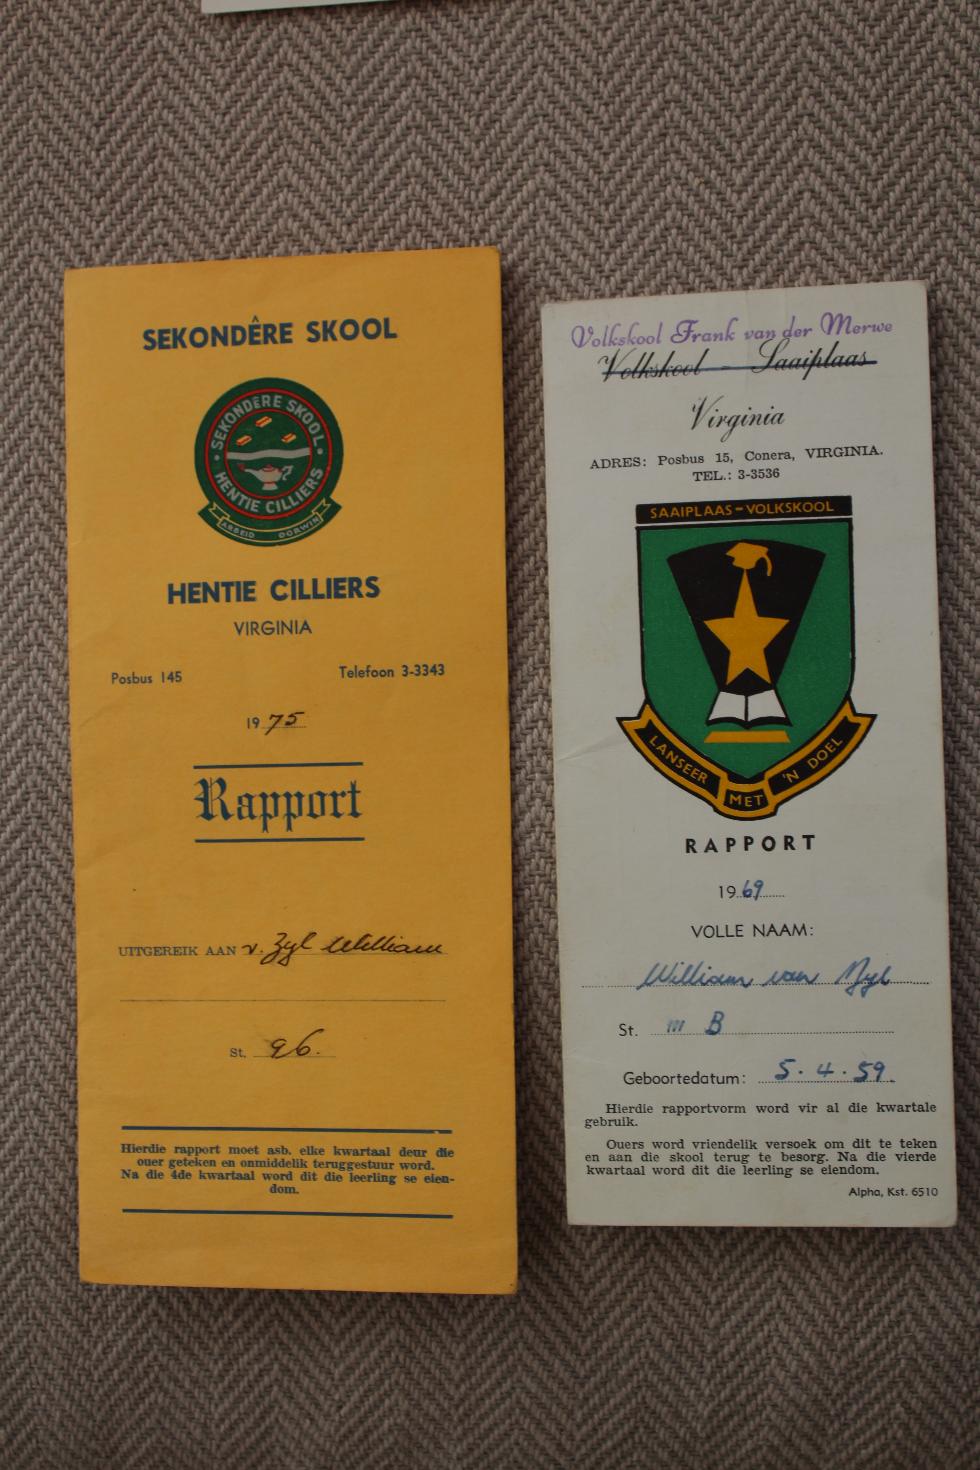 SEKONDÊRE SKOOL
SEKONDÊRE SKOOL
HENTIE CILLIERS
ARBEID OORWIN
HENTIE CILLIERS
VIRGINIA
Posbus 145 Telefoon 3-3343
1975
Rapport
UITGEREIK AAN v. Zyl William
St. 96.
Hierdie rapport moet asb. elke kwartaal deur die
ouer geteken en onmiddelik teruggestuur word.
Na die 4de kwartaal word dit die leerling se eien-
dom.
Volkskool Frank van der Merwe
Volkskool - Saaiplaas
Virginia
ADRES: Posbus 15, Conera, VIRGINIA.
TEL.: 3-3536
SAAIPLAAS-VOLKSKOOL
LANSEER MET 'N DOEL
RAPPORT
1969
VOLLE NAAM:
William van Zyl
St. III B
Geboortedatum: 5.4.59.
Hierdie rapportvorm word vir al die kwartale
gebruik.
Ouers word vriendelik versoek om dit te teken
en aan die skool terug te besorg. Na die vierde
kwartaal word dit die leerling se eiendom.
Alpha, Kst. 6510